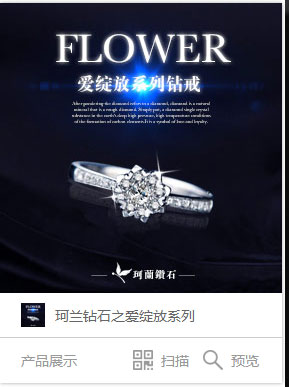 FLOWER
爱绽放系列钻戒
After pondering the diamond refers to a diamond, diamond is a natural
mineral that is a rough diamond. Simply put, a diamond single crystal
substance in the earth's deep high pressure, high temperature conditions
of the formation of carbon elements.It is a symbol of love and loyalty.
珂蘭鑽石
珂兰钻石之爱绽放系列
产品展示 扫描 预览